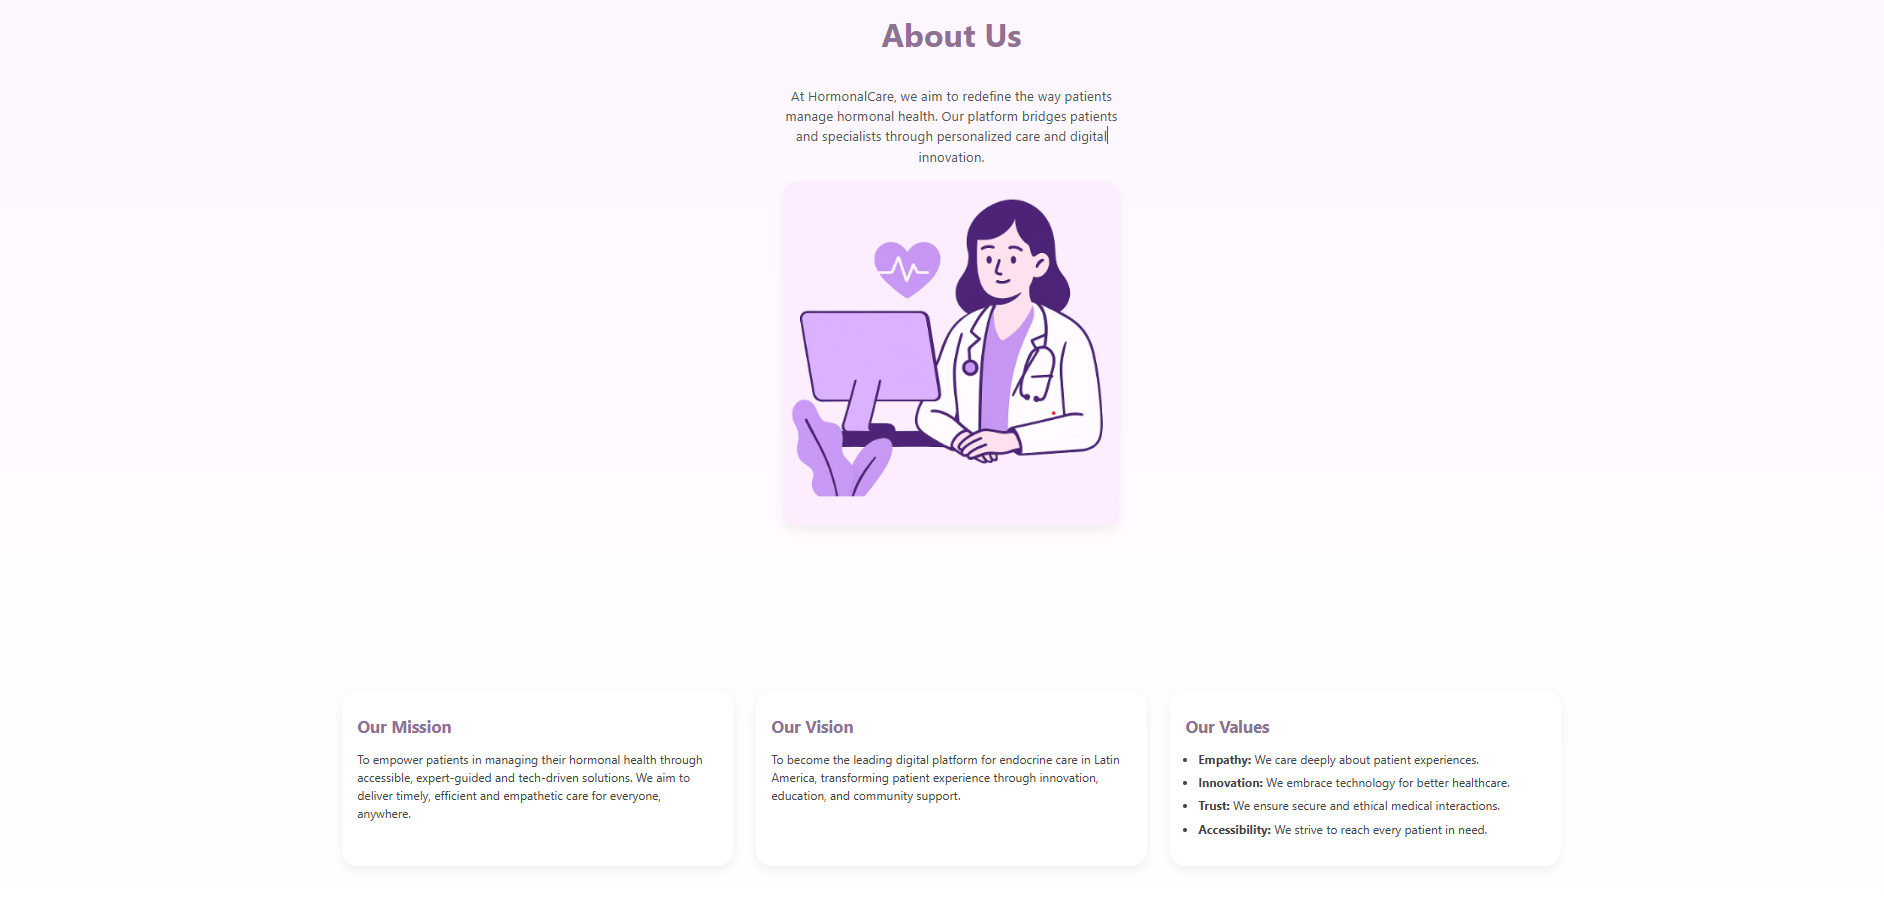 About Us
At HormonalCare, we aim to redefine the way patients
manage hormonal health. Our platform bridges patients
and specialists through personalized care and digital
innovation.
Our Mission
To empower patients in managing their hormonal health through
accessible, expert-guided and tech-driven solutions. We aim to
deliver timely, efficient and empathetic care for everyone,
anywhere.
Our Vision
To become the leading digital platform for endocrine care in Latin
America, transforming patient experience through innovation,
education, and community support.
Our Values
• Empathy: We care deeply about patient experiences.
• Innovation: We embrace technology for better healthcare.
• Trust: We ensure secure and ethical medical interactions.
• Accessibility: We strive to reach every patient in need.